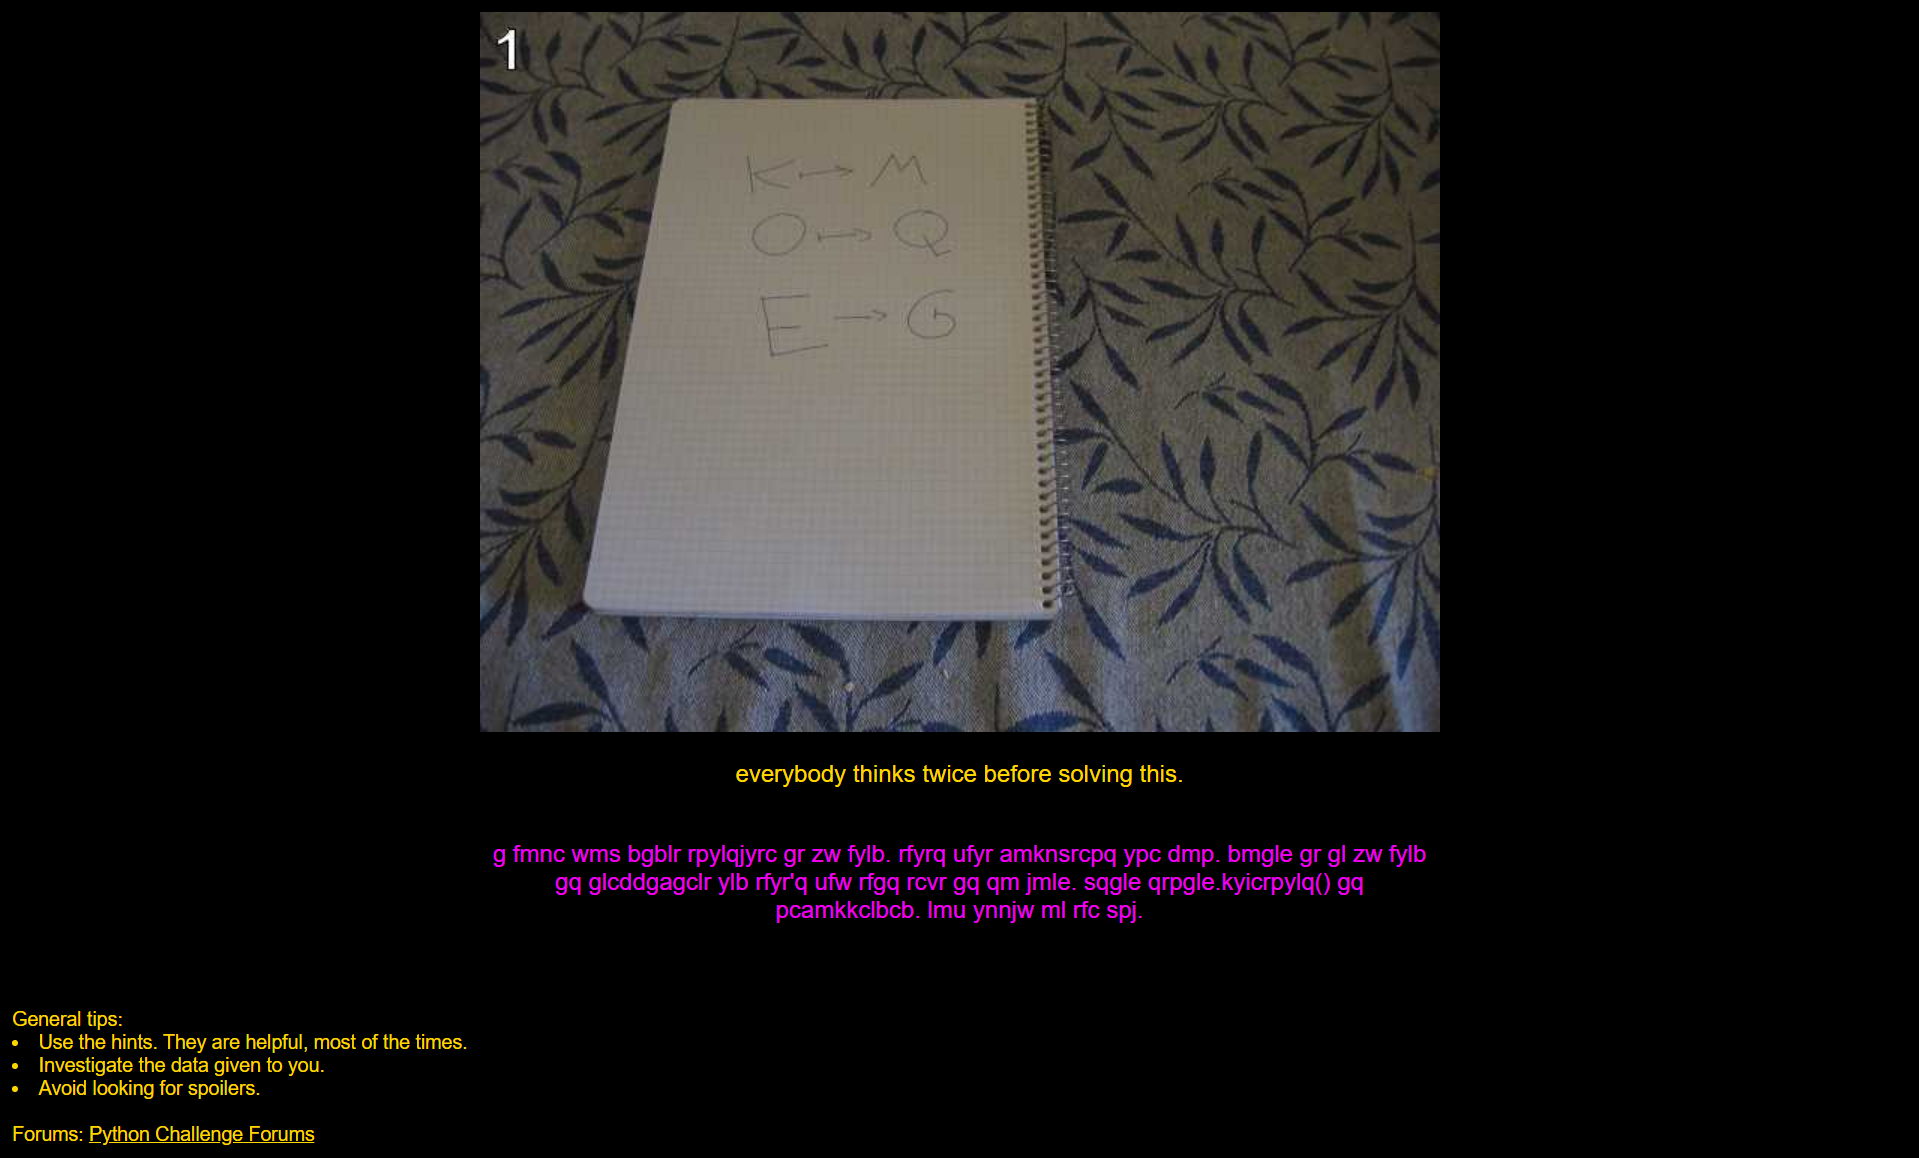 1
K → M
O → Q
E → G
everybody thinks twice before solving this.
g fmnc wms bgblr rpylqjyrc gr zw fylb. rfyrq ufyr amknsrcpq ypc dmp. bmgle gr gl zw fylb
gq glcddgagclr ylb rfyr'q ufw rfgq rcvr gq qm jmle. sqgle qrpgle.kyicrpylq() gq
pcamkkclbcb. lmu ynnjw ml rfc spj.
General tips:
• Use the hints. They are helpful, most of the times.
• Investigate the data given to you.
• Avoid looking for spoilers.
Forums: Python Challenge Forums